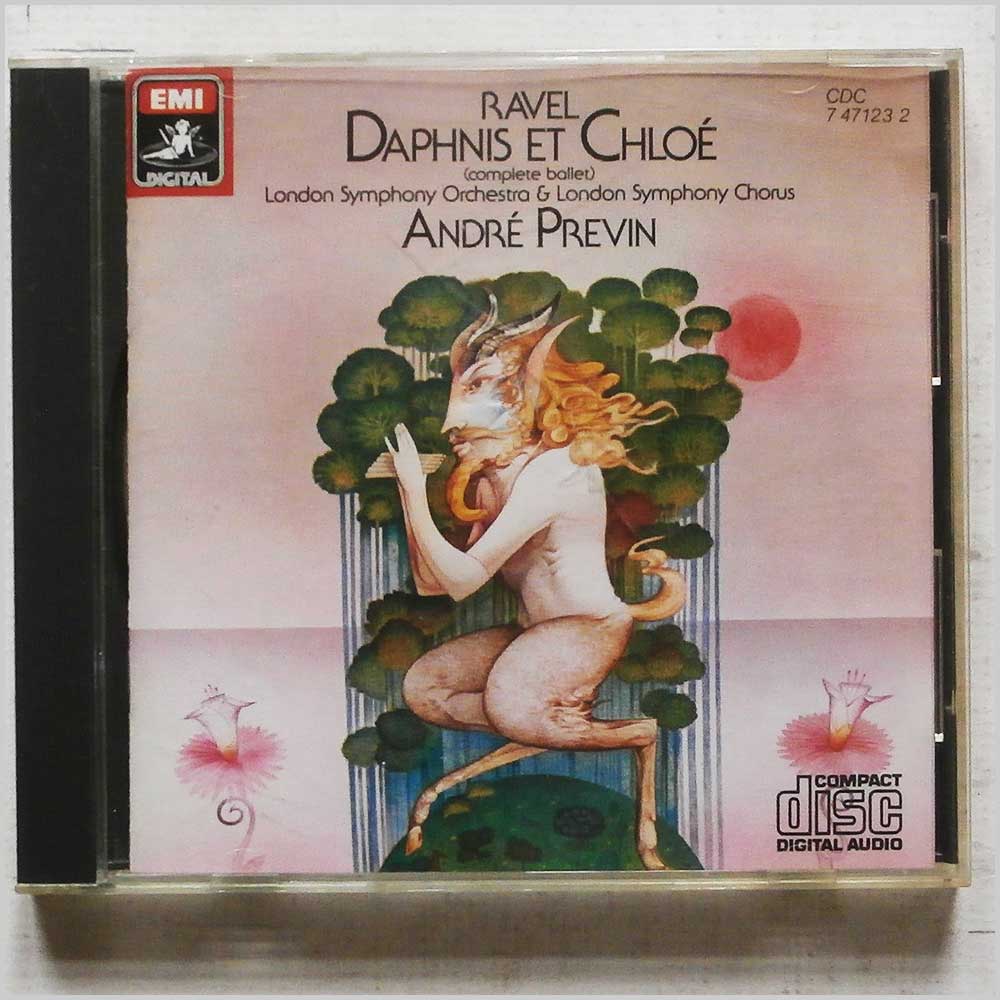 EMI
DIGITAL
RAVEL
DAPHNIS ET CHLOÉ
(complete ballet)
London Symphony Orchestra & London Symphony Chorus
ANDRÉ PREVIN
CDC
7 47123 2
COMPACT
disc
DIGITAL AUDIO